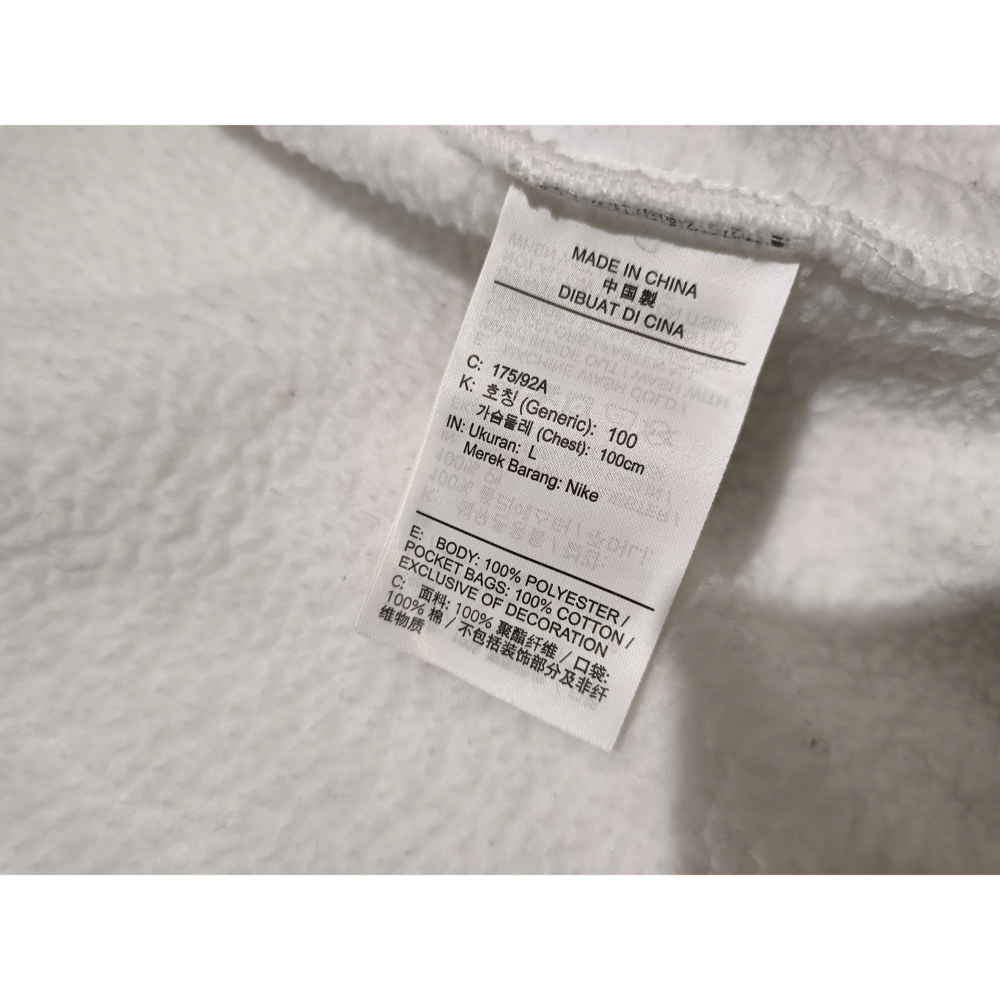 MADE IN CHINA
中国製
DIBUAT DI CINA
C: 175/92A
K: 호칭 (Generic): 100
가슴둘레 (Chest): 100cm
IN: Ukuran: L
Merek Barang: Nike
E: BODY: 100% POLYESTER /
POCKET BAGS: 100% COTTON /
EXCLUSIVE OF DECORATION
C: 面料: 100% 聚酯纤维 / 口袋:
100% 棉 / 不包括装饰部分及非纤
维物质